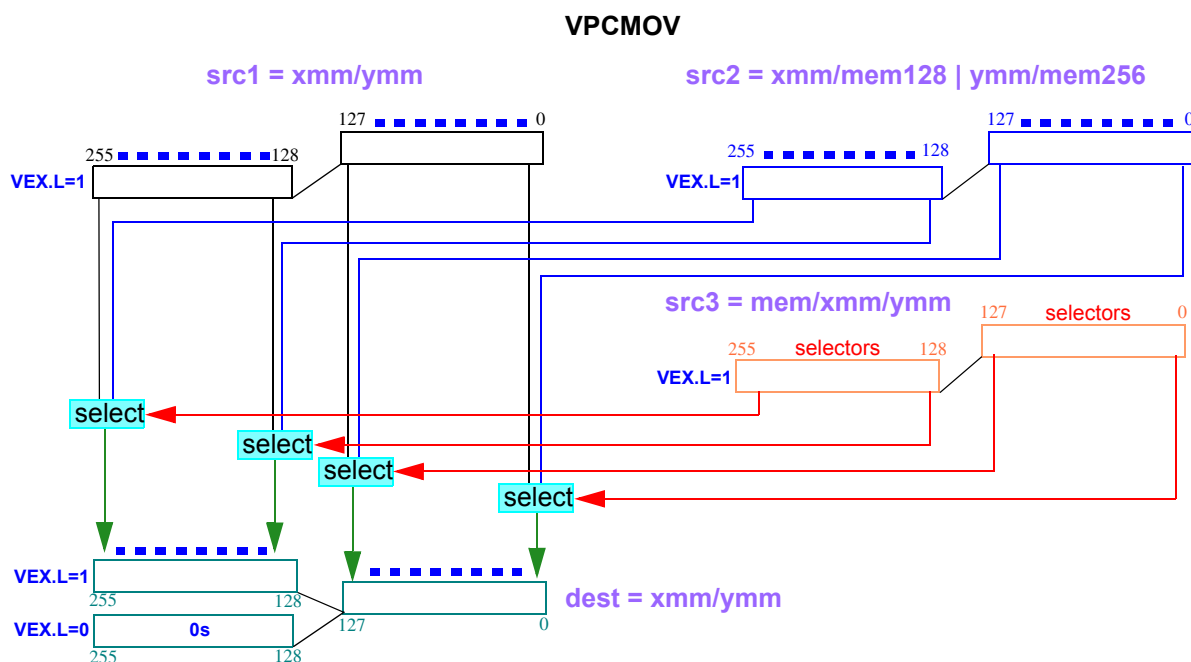 VPCMOV
src1 = xmm/ymm
src2 = xmm/mem128 | ymm/mem256
127 0
127 0
255 128
255 128
VEX.L=1
VEX.L=1
src3 = mem/xmm/ymm
127 selectors 0
255 selectors 128
VEX.L=1
select
select
select
select
VEX.L=1
255 128
127 0
dest = xmm/ymm
VEX.L=0 0s
255 128